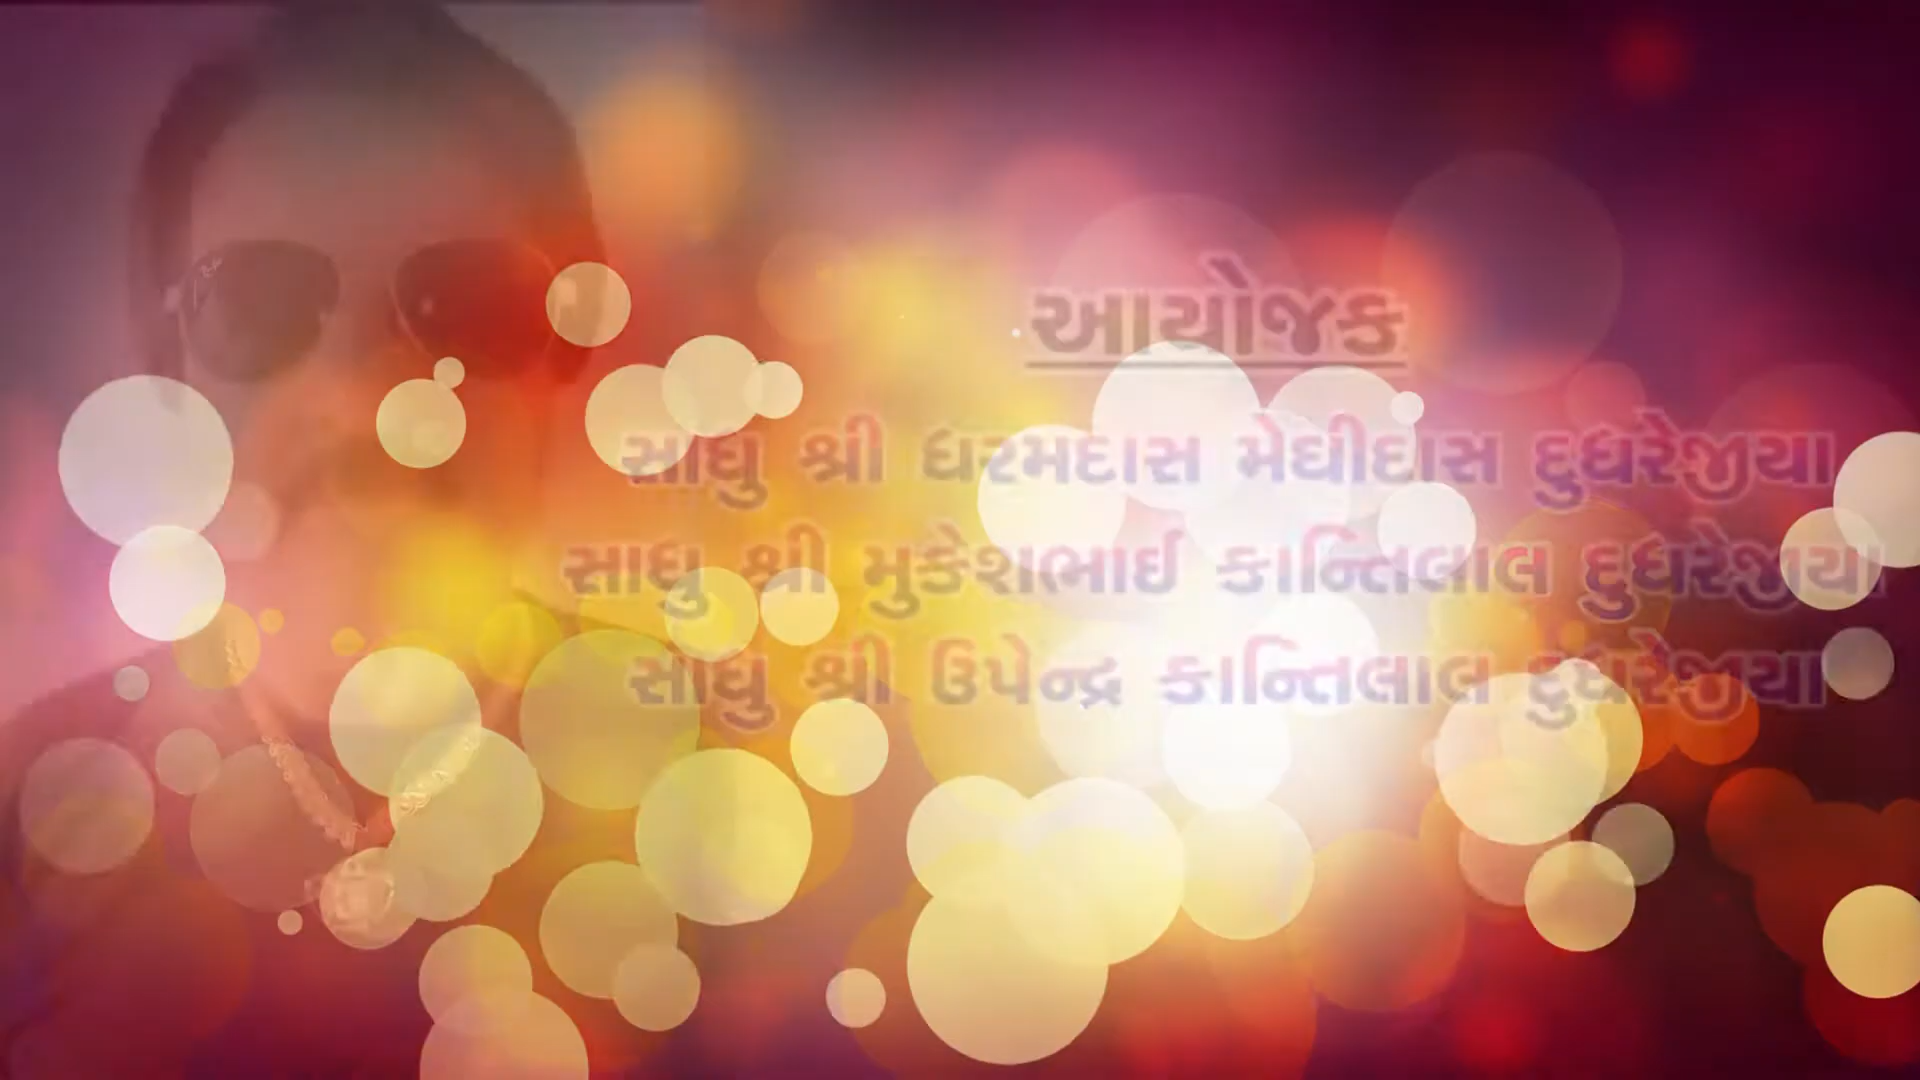 આયોજક
સાધુ શ્રી ધરમદાસ મેઘીદાસ દુધરેજીયા
સાધુ શ્રી મુકેશભાઈ કાન્તિલાલ દુધરેજીયા
સાધુ શ્રી ઉપેન્દ્ર કાન્તિલાલ દુધરેજીયા